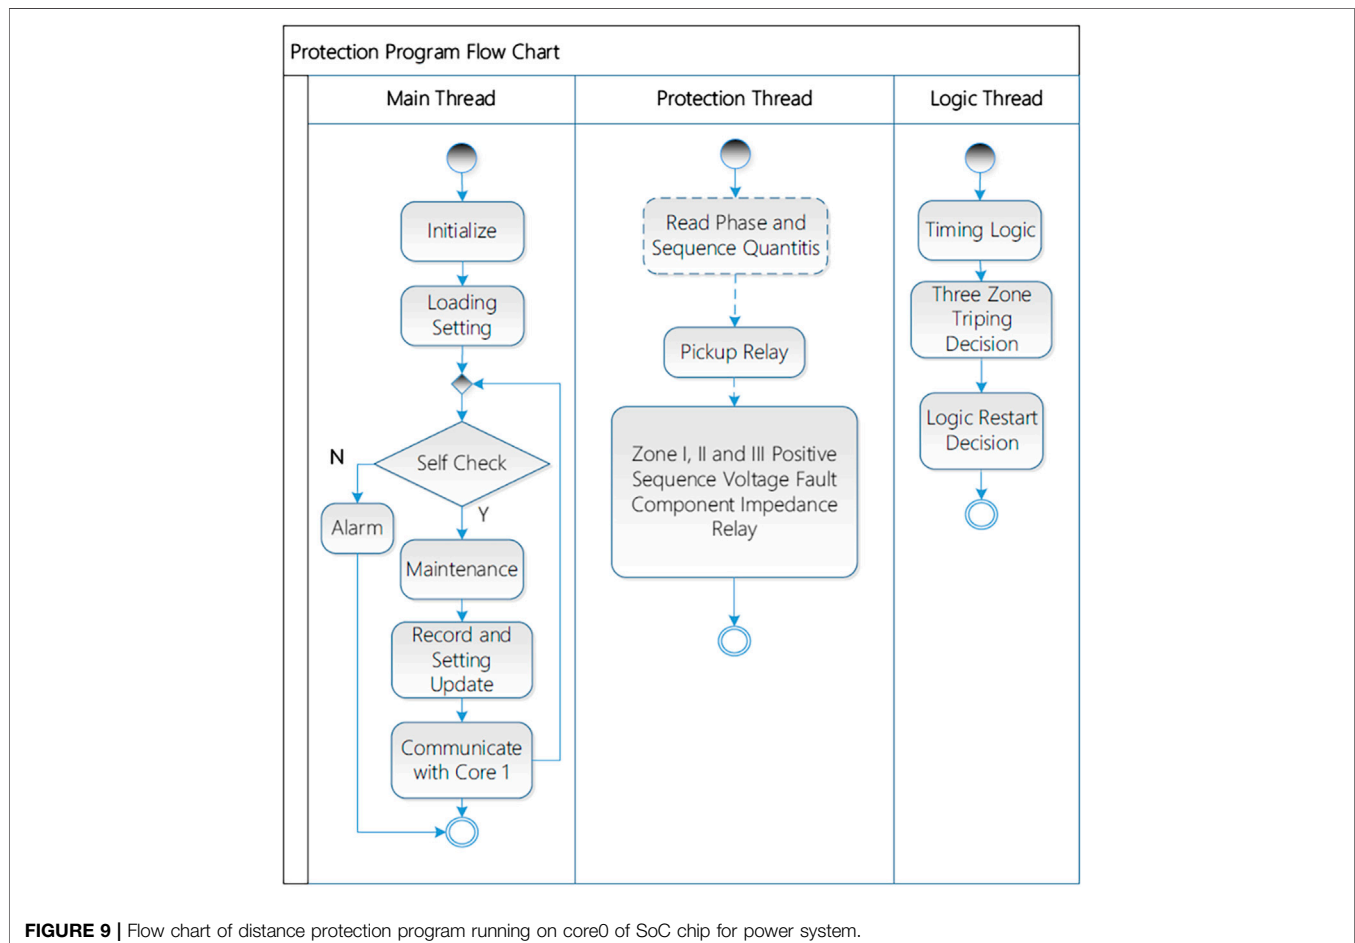 Protection Program Flow Chart
Main Thread
Protection Thread
Logic Thread
Initialize
Loading
Setting
Self Check
N
Y
Alarm
Maintenance
Record and
Setting
Update
Communicate
with Core 1
Read Phase and
Sequence Quantitis
Pickup Relay
Zone I, II and III Positive
Sequence Voltage Fault
Component Impedance
Relay
Timing Logic
Three Zone
Triping
Decision
Logic Restart
Decision
FIGURE 9 | Flow chart of distance protection program running on core0 of SoC chip for power system.